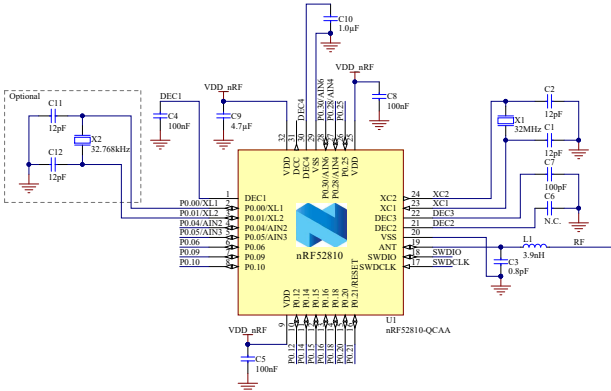 C10
1.0µF
VDD_nRF
VDD_nRF
DEC4
P0.30/AIN6
P0.28/AIN4
P0.25
Optional
DEC1
C11
12pF
C4
100nF
C9
4.7µF
C8
100nF
C2
12pF
X2
32.768kHz
X1
32MHz
C1
12pF
C12
12pF
C7
100pF
C6
N.C.
32
31
30
29
28
27
26
25
VDD
DCC
DEC4
VSS
P0.30/AIN6
P0.28/AIN4
P0.25
VDD
1
DEC1
XC2
24
XC2
P0.00/XL1
2
P0.00/XL1
XC1
23
XC1
P0.01/XL2
3
P0.01/XL2
DEC3
22
DEC3
P0.04/AIN2
4
P0.04/AIN2
DEC2
21
DEC2
P0.05/AIN3
5
P0.05/AIN3
VSS
20
P0.06
6
P0.06
ANT
19
L1
3.9nH
RF
P0.09
7
P0.09
SWDIO
18
SWDIO
P0.10
8
P0.10
SWDCLK
17
SWDCLK
nRF52810
C3
0.8pF
VDD
P0.12
P0.14
P0.15
P0.16
P0.18
P0.20
P0.21/RESET
U1
nRF52810-QCAA
9
10
VDD_nRF
C5
100nF
P0.12
P0.14
P0.15
P0.16
P0.18
P0.20
P0.21